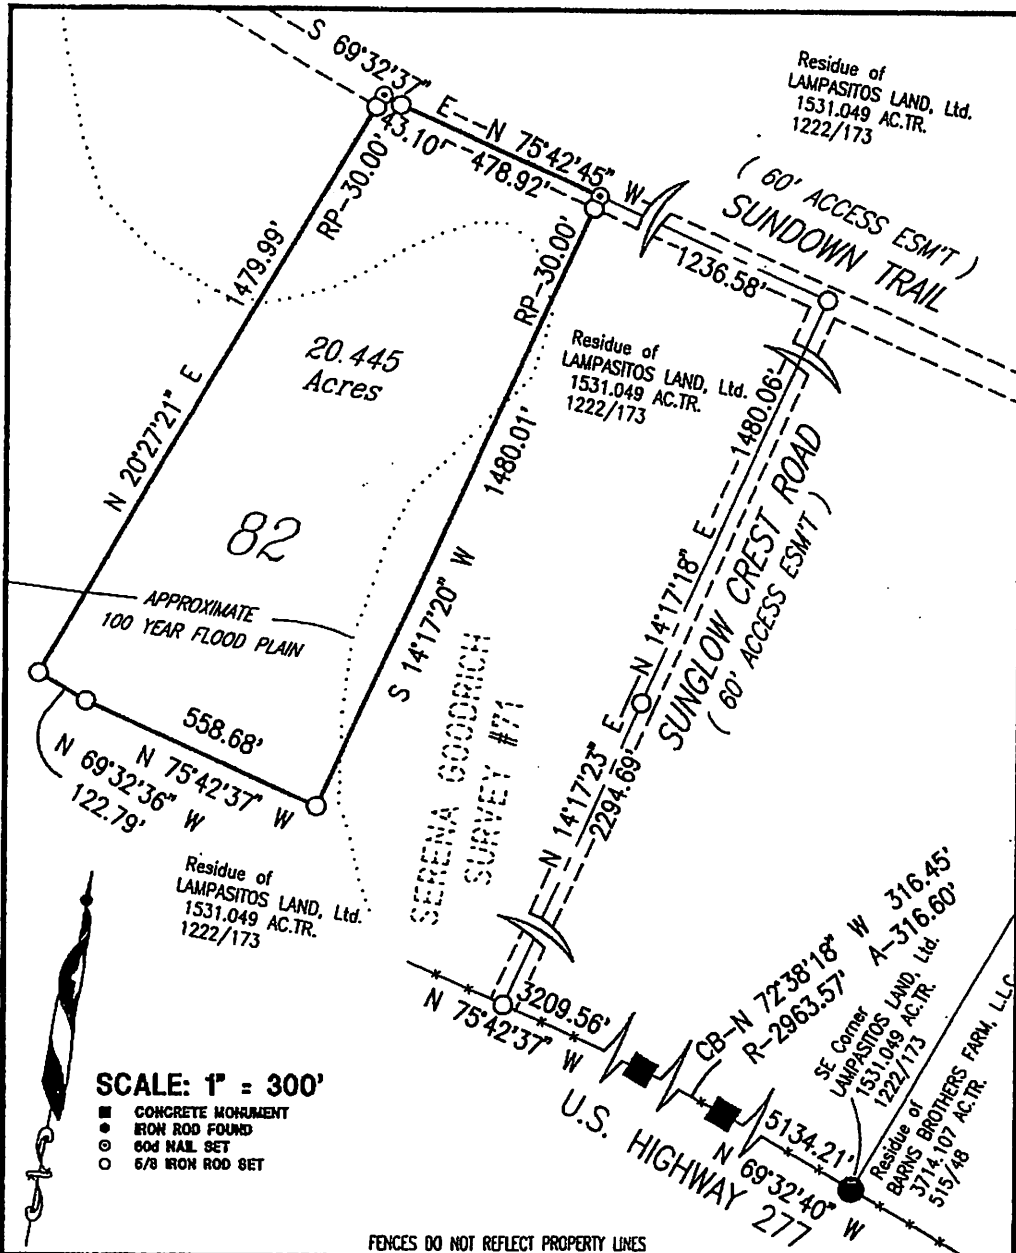 S 69°32'37" E
43.10'
N 75°42'45" W
478.92'
Residue of
LAMPASITOS LAND, Ltd.
1531.049 AC.TR.
1222/173
( 60' ACCESS ESM'T )
SUNDOWN TRAIL
1236.58'
RP-30.00'
RP-30.00'
1479.99'
N 20°27'21" E
20.445
Acres
Residue of
LAMPASITOS LAND, Ltd.
1531.049 AC.TR.
1222/173
1480.01'
S 14°17'20" W
1480.06'
N 14°17'18" E
SUNGLOW CREST ROAD
( 60' ACCESS ESM'T )
82
APPROXIMATE
100 YEAR FLOOD PLAIN
558.68'
N 75°42'37" W
N 69°32'36" W
122.79'
SERENA GOODRICH
SURVEY #71
N 14°17'23" E
2294.69'
Residue of
LAMPASITOS LAND, Ltd.
1531.049 AC.TR.
1222/173
3209.56'
N 75°42'37" W
CB-N 72°38'18" W 316.45'
R-2963.57' A-316.60'
SE Corner
LAMPASITOS LAND, Ltd.
1531.049 AC.TR.
1222/173
Residue of
BARNS BROTHERS FARM, L.L.C.
3714.107 AC.TR.
515/48
5134.21'
N 69°32'40" W
U.S. HIGHWAY 277
SCALE: 1" = 300'
CONCRETE MONUMENT
IRON ROD FOUND
60d NAIL SET
5/8 IRON ROD SET
FENCES DO NOT REFLECT PROPERTY LINES